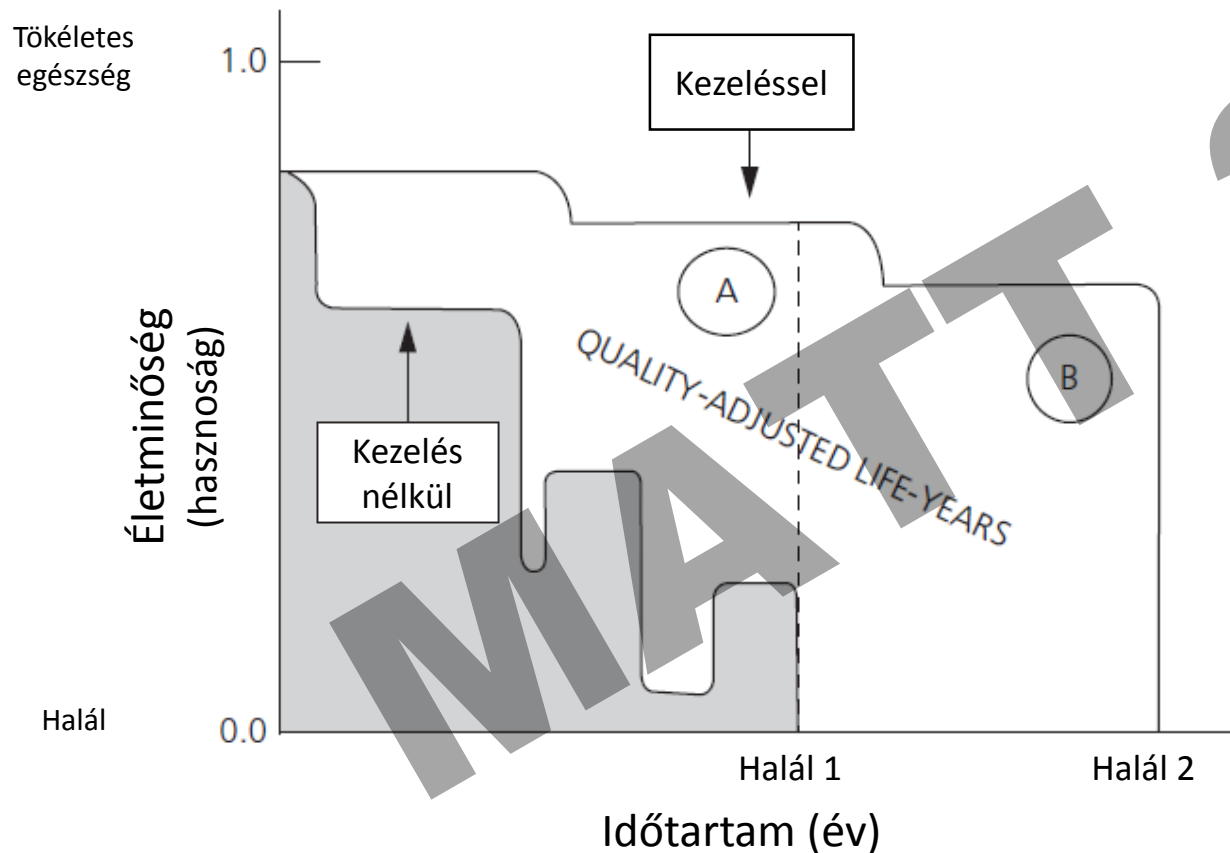 Tökéletes
egészség
1.0
Kezeléssel
A
QUALITY-ADJUSTED LIFE-YEARS
B
Életminőség
(hasznoság)
Kezelés
nélkül
MATT
Halál
0.0
Halál 1
Halál 2
Időtartam (év)